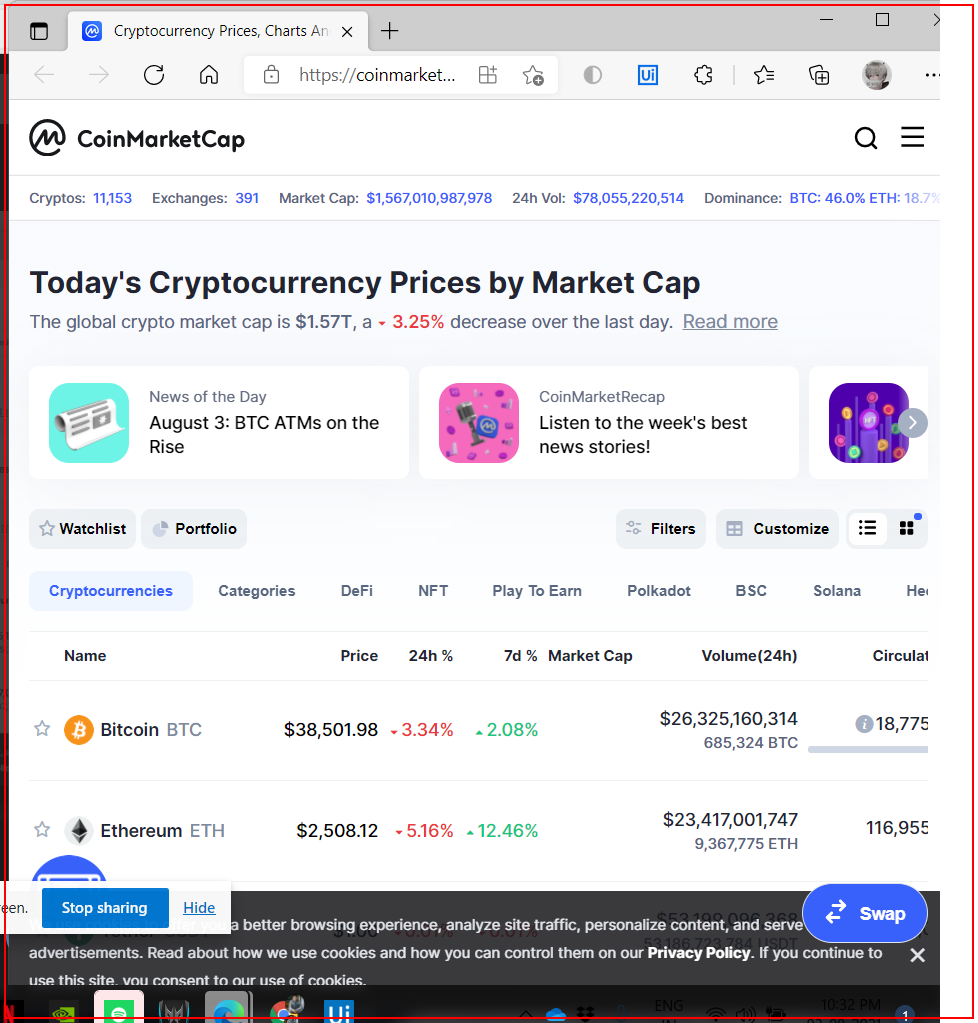 Cryptocurrency Prices, Charts An
https://coinmarket...
Ui
CoinMarketCap
Cryptos: 11,153 Exchanges: 391 Market Cap: $1,567,010,987,978 24h Vol: $78,055,220,514 Dominance: BTC: 46.0% ETH: 18.7%
Today's Cryptocurrency Prices by Market Cap
The global crypto market cap is $1.57T, a 3.25% decrease over the last day. Read more
News of the Day
August 3: BTC ATMs on the
Rise
CoinMarketRecap
Listen to the week's best
news stories!
NFT
Watchlist Portfolio Filters Customize
Cryptocurrencies Categories DeFi NFT Play To Earn Polkadot BSC Solana Hec
Name Price 24h % 7d % Market Cap Volume(24h) Circulat
Bitcoin BTC $38,501.98 3.34% 2.08% $26,325,160,314 18,775
685,324 BTC
Ethereum ETH $2,508.12 5.16% 12.46% $23,417,001,747 116,955
9,367,775 ETH
een. Stop sharing Hide
a better browsing experience, analyze site traffic, personalize content, and serve
Swap
advertisements. Read about how we use cookies and how you can control them on our Privacy Policy. If you continue to
use this site, you consent to our use of cookies.
Ui
ENG
10:32 PM
1